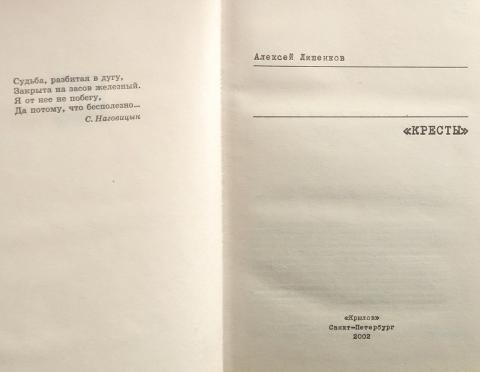 Судьба, разбитая в дугу,
Закрыта на засов железный.
Я от нее не побегу,
Да потому, что бесполезно...
С. Наговицын
Алексей Лишенков
«КРЕСТЫ»
«Крылов»
Санкт-Петербург
2002